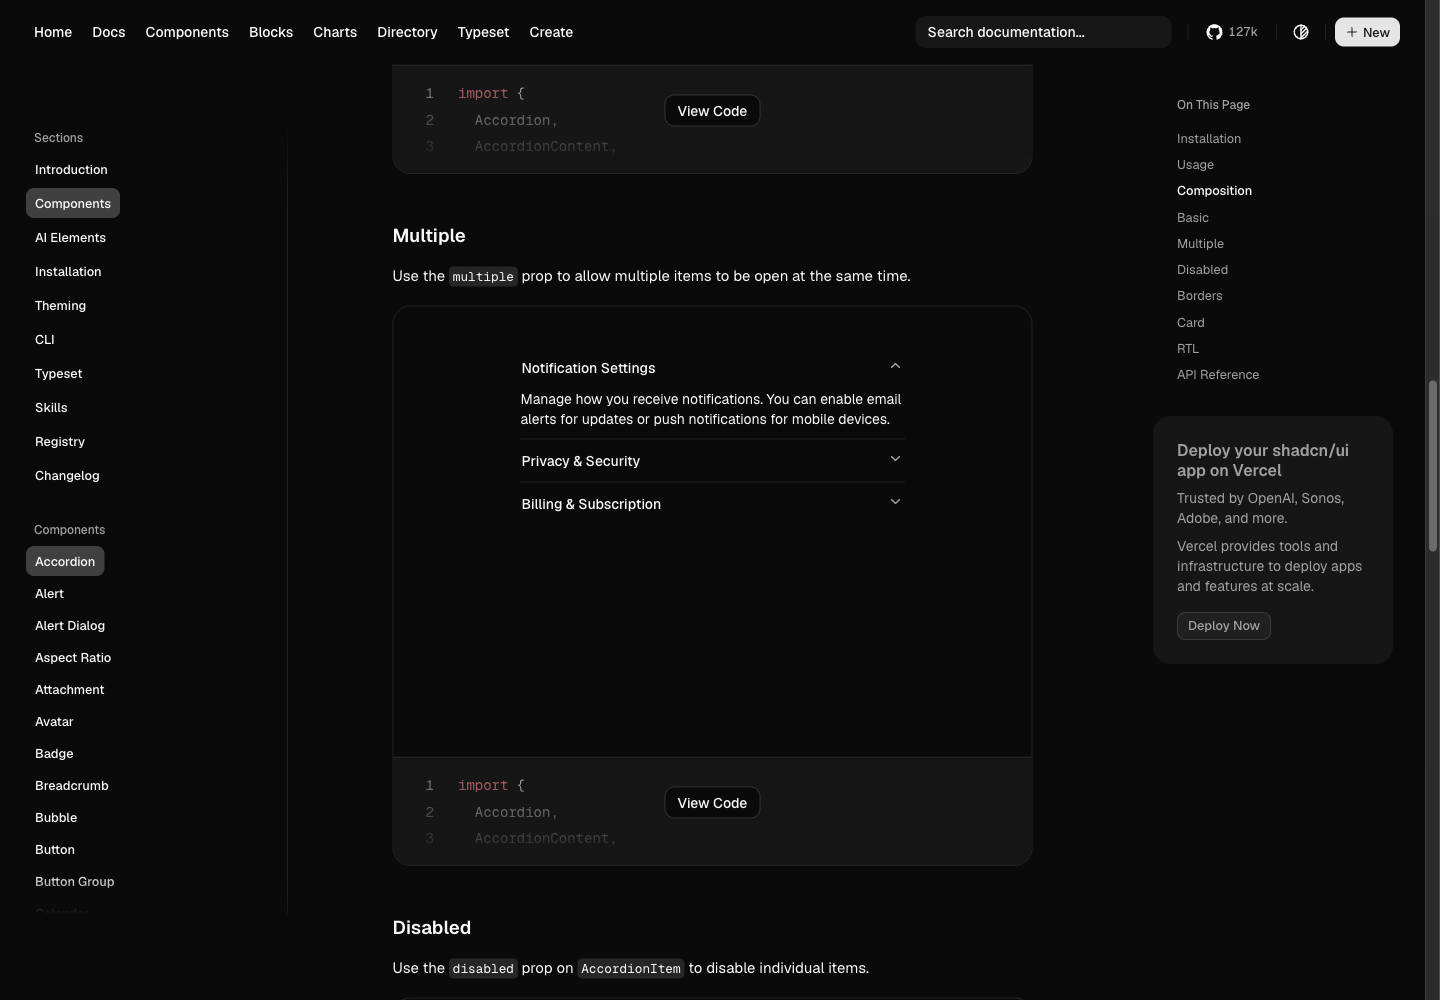 Home Docs Components Blocks Charts Directory Typeset Create
Search documentation...
127k
New
Sections
Introduction
Components
AI Elements
Installation
Theming
CLI
Typeset
Skills
Registry
Changelog
Components
Accordion
Alert
Alert Dialog
Aspect Ratio
Attachment
Avatar
Badge
Breadcrumb
Bubble
Button
Button Group
Calendar
1 import {
2 Accordion,
3 AccordionContent,
View Code
Multiple
Use the multiple prop to allow multiple items to be open at the same time.
Notification Settings
Manage how you receive notifications. You can enable email
alerts for updates or push notifications for mobile devices.
Privacy & Security
Billing & Subscription
1 import {
2 Accordion,
3 AccordionContent,
View Code
Disabled
Use the disabled prop on AccordionItem to disable individual items.
On This Page
Installation
Usage
Composition
Basic
Multiple
Disabled
Borders
Card
RTL
API Reference
Deploy your shadcn/ui
app on Vercel
Trusted by OpenAI, Sonos,
Adobe, and more.
Vercel provides tools and
infrastructure to deploy apps
and features at scale.
Deploy Now